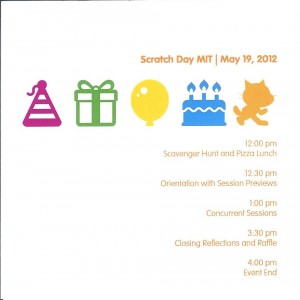 Scratch Day MIT | May 19, 2012
12:00 pm
Scavenger Hunt and Pizza Lunch
12:30 pm
Orientation with Session Previews
1:00 pm
Concurrent Sessions
3:30 pm
Closing Reflections and Raffle
4:00 pm
Event End